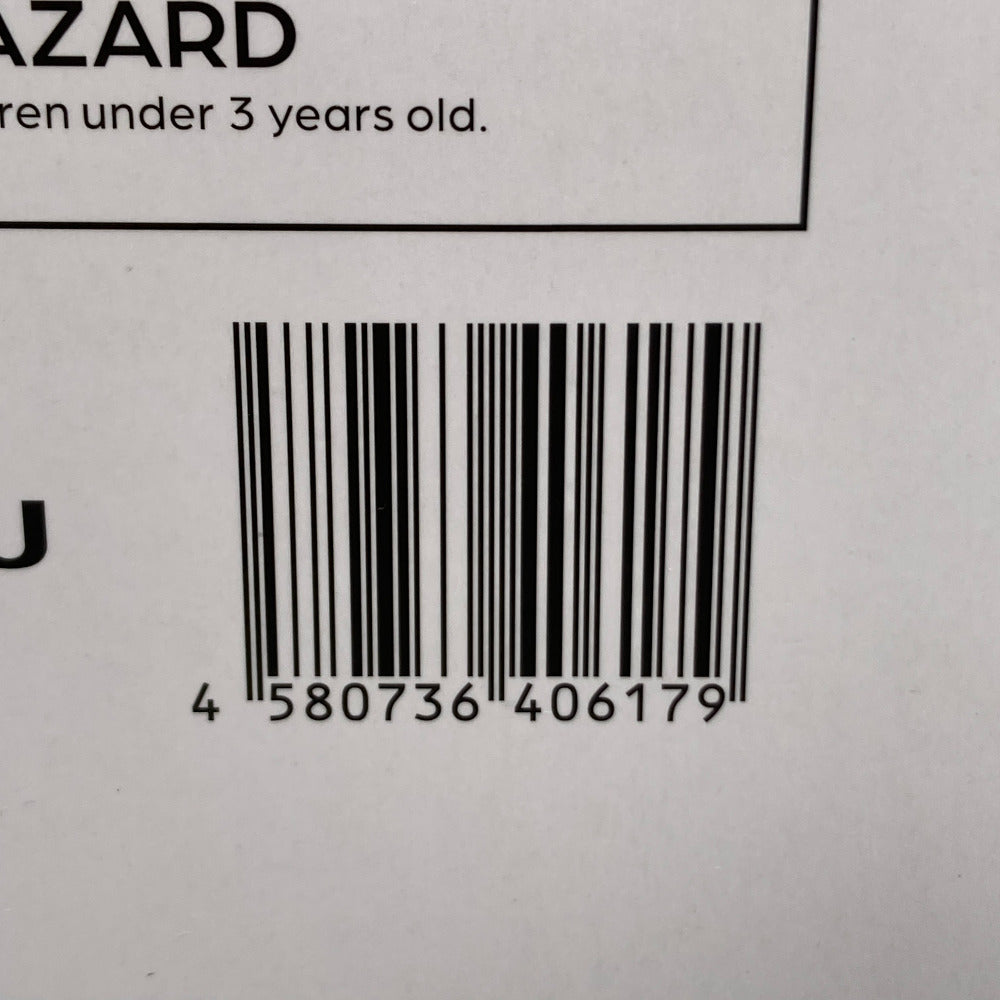 AZARD
ren under 3 years old.
U
4 580736 406179